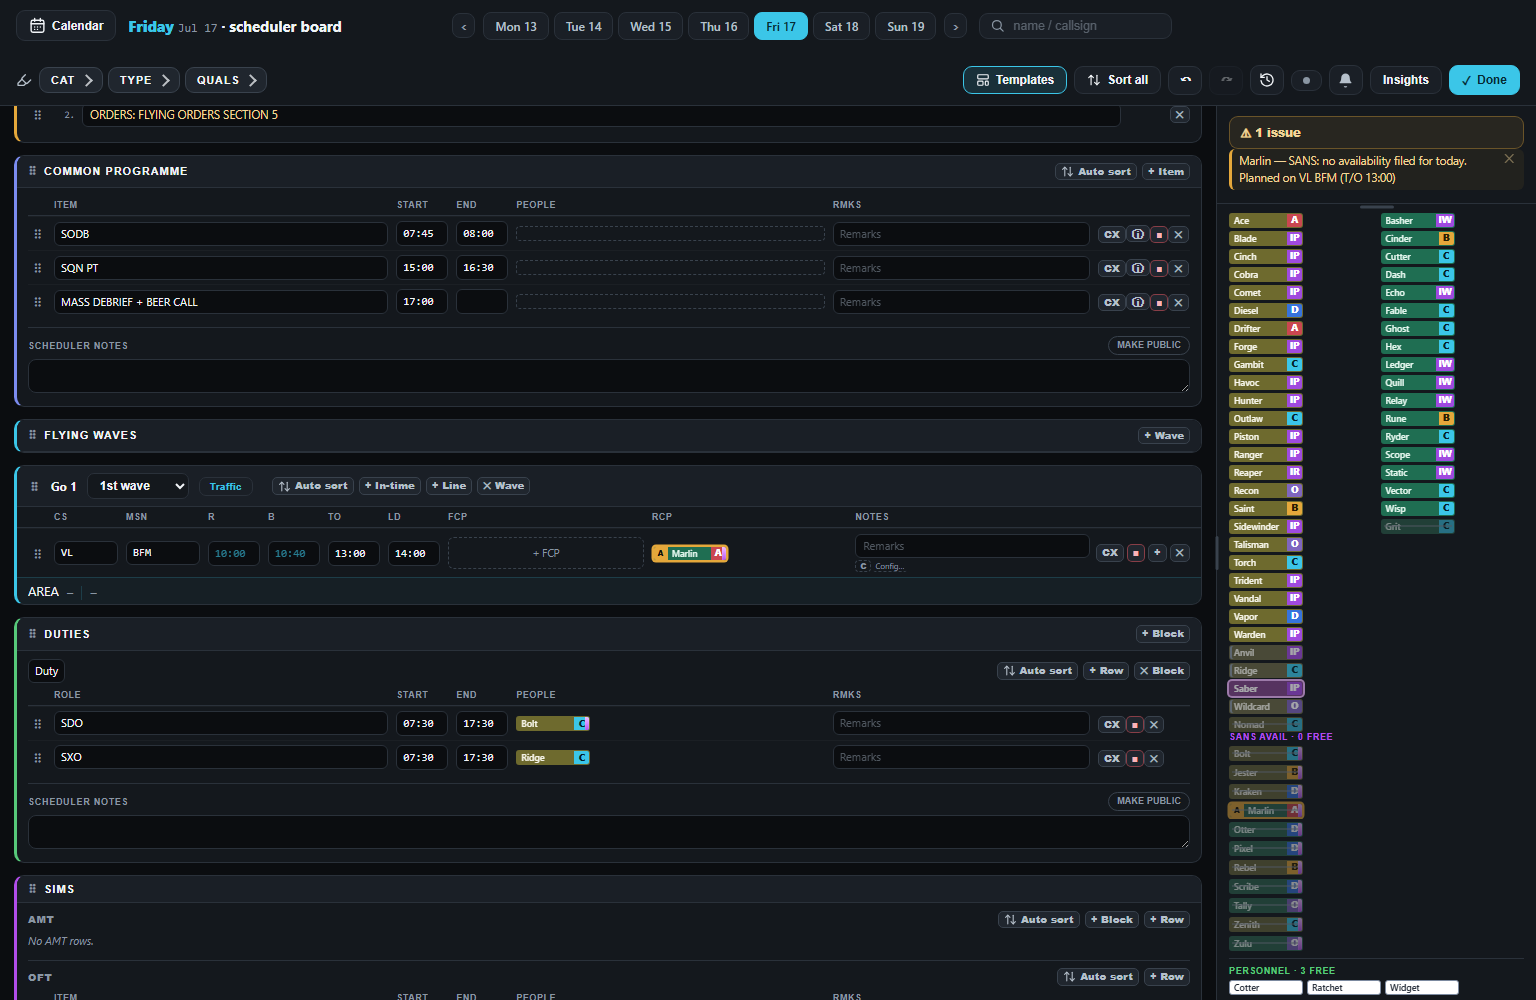 Calendar
Friday Jul 17 · scheduler board
‹ Mon 13 Tue 14 Wed 15 Thu 16 Fri 17 Sat 18 Sun 19 ›
name / callsign
CAT TYPE QUALS
Templates Sort all Insights ✓ Done
2. ORDERS: FLYING ORDERS SECTION 5
COMMON PROGRAMME
Auto sort + Item
ITEM START END PEOPLE RMKS
SODB 07:45 08:00 Remarks CX
SQN PT 15:00 16:30 Remarks CX
MASS DEBRIEF + BEER CALL 17:00 Remarks CX
SCHEDULER NOTES MAKE PUBLIC
FLYING WAVES + Wave
Go 1 1st wave Traffic Auto sort + In-time + Line ✕ Wave
CS MSN R B TO LD FCP RCP NOTES
VL BFM 10:00 10:40 13:00 14:00 + FCP A Marlin A Remarks CX
C Config...
AREA – | –
DUTIES + Block
Duty Auto sort + Row ✕ Block
ROLE START END PEOPLE RMKS
SDO 07:30 17:30 Bolt C Remarks CX
SXO 07:30 17:30 Ridge C Remarks CX
SCHEDULER NOTES MAKE PUBLIC
SIMS
AMT Auto sort + Block + Row
No AMT rows.
OFT Auto sort + Row
ITEM START END PEOPLE RMKS
⚠ 1 issue
Marlin — SANS: no availability filed for today.
Planned on VL BFM (T/O 13:00)
Ace A
Blade IP
Cinch IP
Cobra IP
Comet IP
Diesel D
Drifter A
Forge IP
Gambit C
Havoc IP
Hunter IP
Outlaw C
Piston IP
Ranger IP
Reaper IR
Recon O
Saint B
Sidewinder IP
Talisman O
Torch C
Trident IP
Vandal IP
Vapor D
Warden IP
Anvil IP
Ridge C
Saber IP
Wildcard O
Nomad C
Basher IW
Cinder B
Cutter C
Dash C
Echo IW
Fable C
Ghost C
Hex C
Ledger IW
Quill IW
Relay IW
Rune B
Ryder C
Scope IW
Static IW
Vector C
Wisp C
Grit C
SANS AVAIL · 0 FREE
Bolt C
Jester B
Kraken D
A Marlin A
Otter D
Pixel D
Rebel B
Scribe D
Tally O
Zenith C
Zulu O
PERSONNEL · 3 FREE
Cotter Ratchet Widget